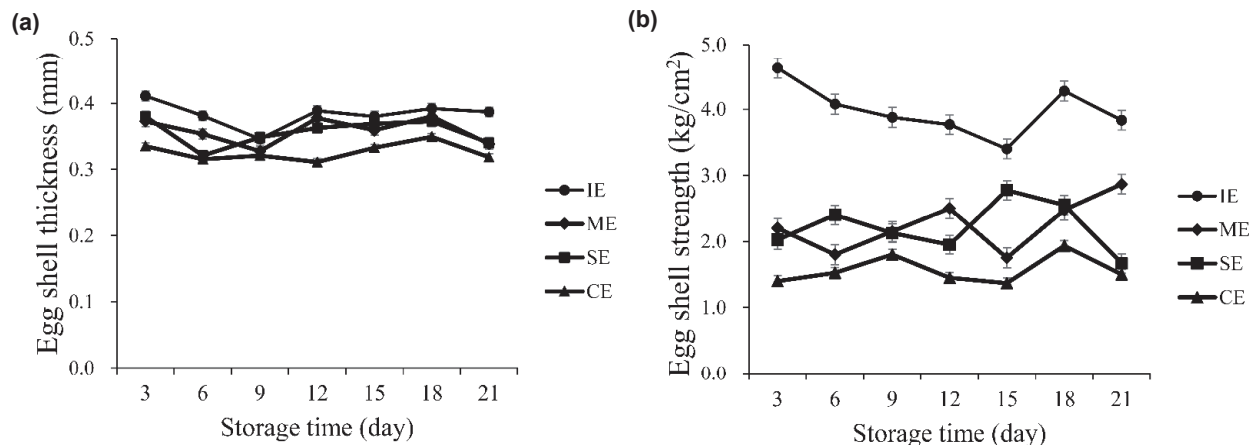 (a)
Egg shell thickness (mm)
0.5
0.4
0.3
0.2
0.1
0.0
3 6 9 12 15 18 21
Storage time (day)
IE
ME
SE
CE
(b)
Egg shell strength (kg/cm²)
5.0
4.0
3.0
2.0
1.0
0.0
3 6 9 12 15 18 21
Storage time (day)
IE
ME
SE
CE